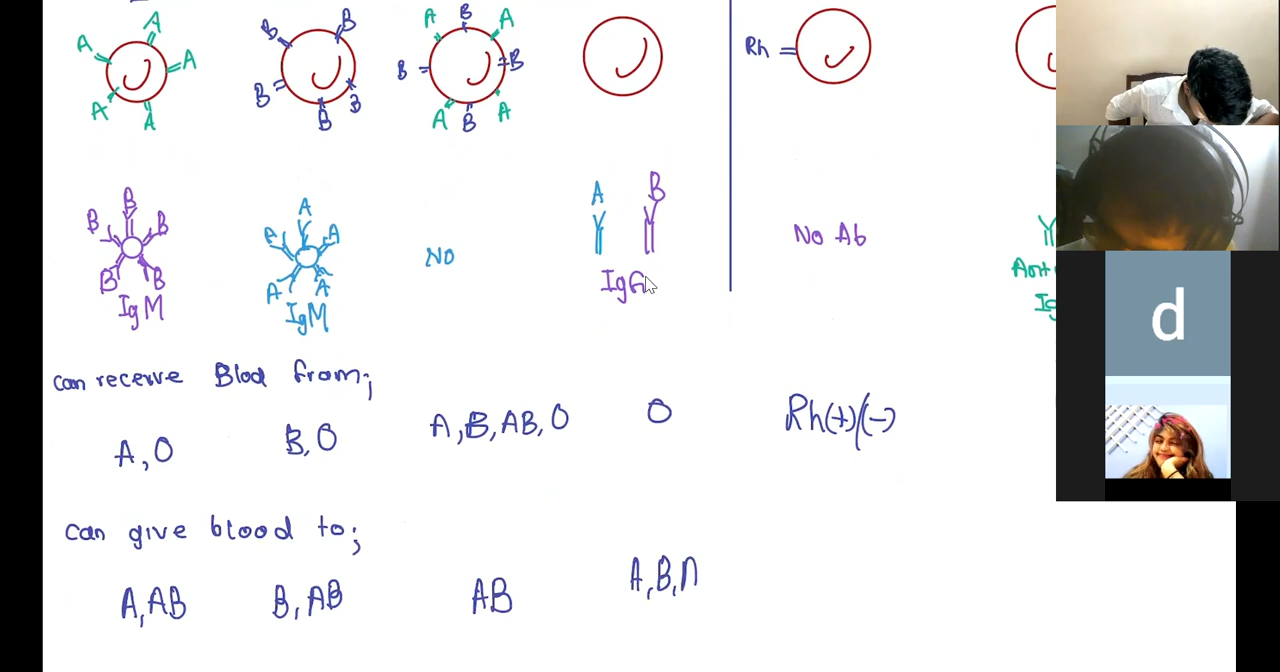 A A A A A
B B B B B
A B A B B A B A
Rh =
B B B B B
IgM
A A A A A
IgM
NO
A B
IgG
No Ab
Can receive Blod from;
A, O
B, O
A, B, AB, O
O
Rh(+)/(-)
Can give blood to;
A, AB
B, AB
AB
A, B,
d